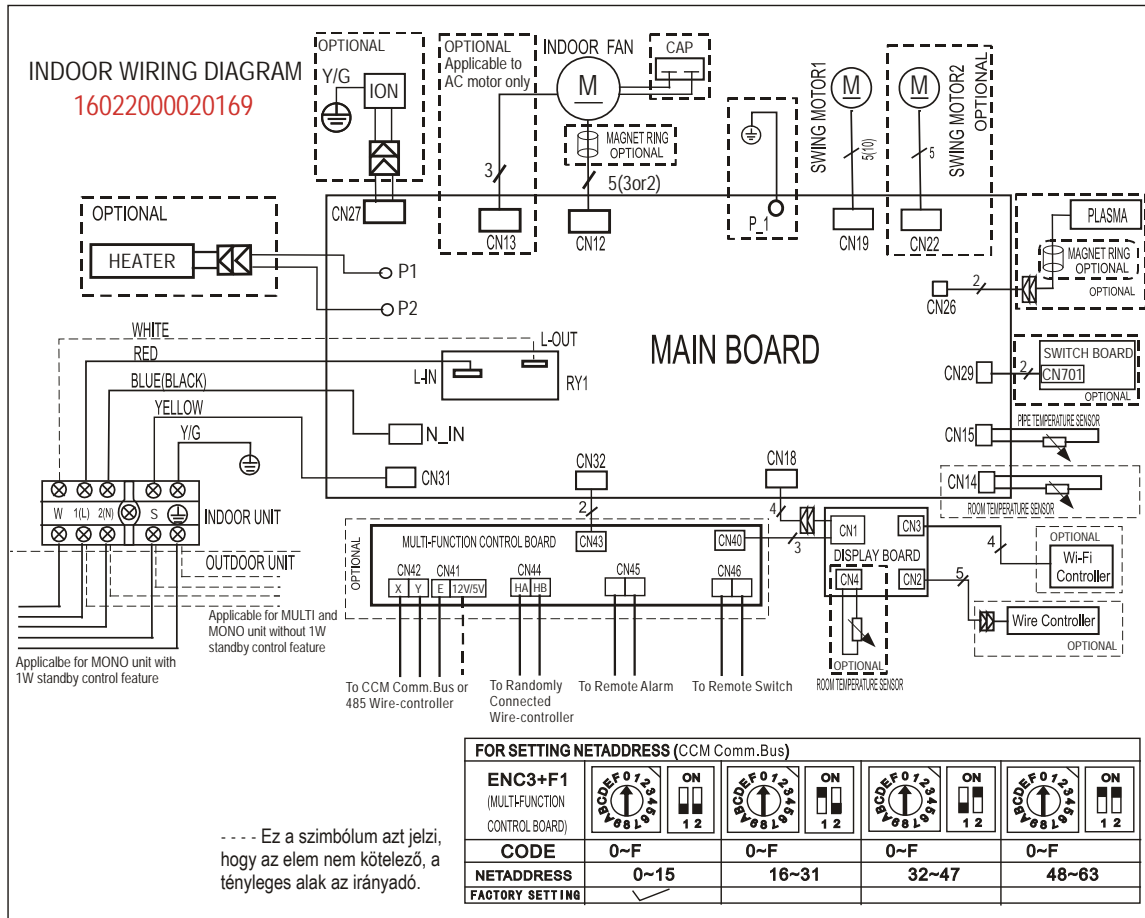 INDOOR WIRING DIAGRAM
16022000020169
OPTIONAL
Y/G
ION
CN27
OPTIONAL
Applicable to
AC motor only
3
CN13
INDOOR FAN
M
CAP
MAGNET RING
OPTIONAL
5(3or2)
CN12
P_1
SWING MOTOR1
M
5(10)
CN19
SWING MOTOR2
OPTIONAL
M
5
CN22
OPTIONAL
HEATER
P1
P2
PLASMA
MAGNET RING
OPTIONAL
OPTIONAL
2
CN26
MAIN BOARD
WHITE
RED
BLUE(BLACK)
YELLOW
Y/G
L-OUT
L-IN
RY1
N_IN
CN31
SWITCH BOARD
CN701
OPTIONAL
2
CN29
PIPE TEMPERATURE SENSOR
CN15
CN14
ROOM TEMPERATURE SENSOR
CN32
2
CN18
4
W 1(L) 2(N) S
INDOOR UNIT
OUTDOOR UNIT
Applicable for MULTI and
MONO unit without 1W
standby control feature
Applicalbe for MONO unit with
1W standby control feature
OPTIONAL
MULTI-FUNCTION CONTROL BOARD
CN43
CN40
3
CN42 CN41 CN44 CN45 CN46
X Y E 12V/5V HA HB
To CCM Comm.Bus or
485 Wire-controller
To Randomly
Connected
Wire-controller
To Remote Alarm
To Remote Switch
CN1
CN3
DISPLAY BOARD
CN4
CN2
OPTIONAL
ROOM TEMPERATURE SENSOR
4
OPTIONAL
Wi-Fi
Controller
5
Wire Controller
OPTIONAL
FOR SETTING NETADDRESS (CCM Comm.Bus)
ENC3+F1
(MULTI-FUNCTION
CONTROL BOARD)
0123456789ABCDEF ON 1 2
0123456789ABCDEF ON 1 2
0123456789ABCDEF ON 1 2
0123456789ABCDEF ON 1 2
CODE 0~F 0~F 0~F 0~F
NETADDRESS 0~15 16~31 32~47 48~63
FACTORY SETTING
- - - - Ez a szimbólum azt jelzi,
hogy az elem nem kötelező, a
tényleges alak az irányadó.